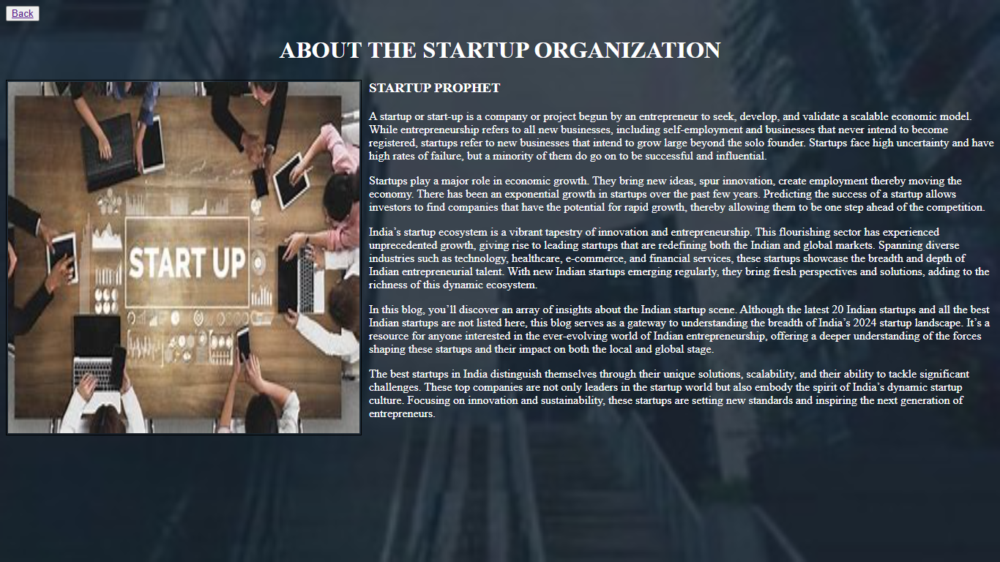 Back
ABOUT THE STARTUP ORGANIZATION
START UP
STARTUP PROPHET
A startup or start-up is a company or project begun by an entrepreneur to seek, develop, and validate a scalable economic model.
While entrepreneurship refers to all new businesses, including self-employment and businesses that never intend to become
registered, startups refer to new businesses that intend to grow large beyond the solo founder. Startups face high uncertainty and have
high rates of failure, but a minority of them do go on to be successful and influential.
Startups play a major role in economic growth. They bring new ideas, spur innovation, create employment thereby moving the
economy. There has been an exponential growth in startups over the past few years. Predicting the success of a startup allows
investors to find companies that have the potential for rapid growth, thereby allowing them to be one step ahead of the competition.
India’s startup ecosystem is a vibrant tapestry of innovation and entrepreneurship. This flourishing sector has experienced
unprecedented growth, giving rise to leading startups that are redefining both the Indian and global markets. Spanning diverse
industries such as technology, healthcare, e-commerce, and financial services, these startups showcase the breadth and depth of
Indian entrepreneurial talent. With new Indian startups emerging regularly, they bring fresh perspectives and solutions, adding to the
richness of this dynamic ecosystem.
In this blog, you’ll discover an array of insights about the Indian startup scene. Although the latest 20 Indian startups and all the best
Indian startups are not listed here, this blog serves as a gateway to understanding the breadth of India’s 2024 startup landscape. It’s a
resource for anyone interested in the ever-evolving world of Indian entrepreneurship, offering a deeper understanding of the forces
shaping these startups and their impact on both the local and global stage.
The best startups in India distinguish themselves through their unique solutions, scalability, and their ability to tackle significant
challenges. These top companies are not only leaders in the startup world but also embody the spirit of India’s dynamic startup
culture. Focusing on innovation and sustainability, these startups are setting new standards and inspiring the next generation of
entrepreneurs.